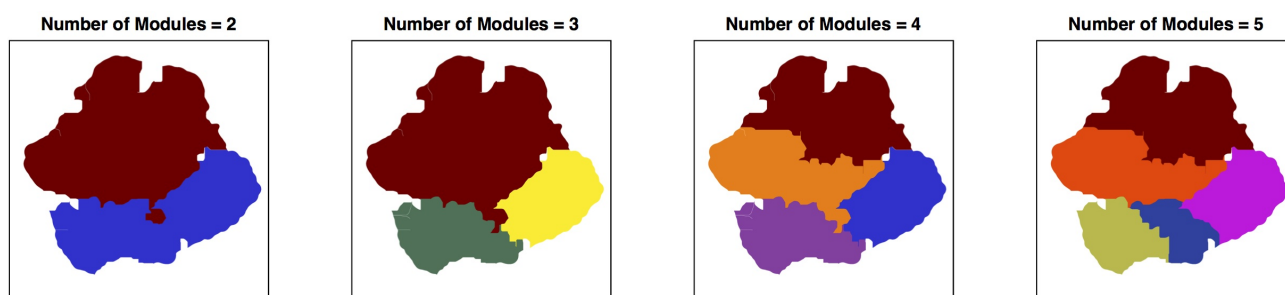 Number of Modules = 2
Number of Modules = 3
Number of Modules = 4
Number of Modules = 5